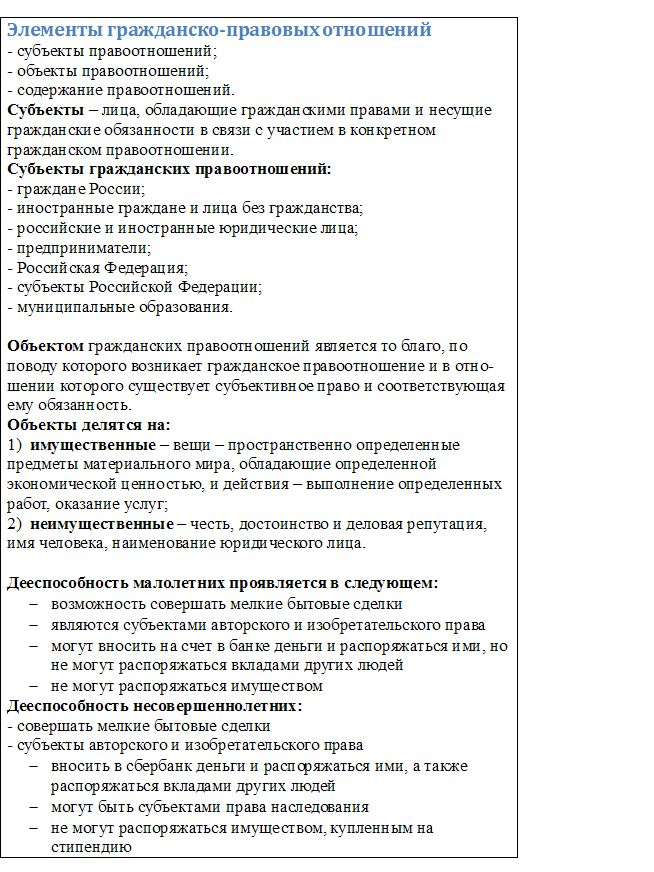 Элементы гражданско-правовых отношений
- субъекты правоотношений;
- объекты правоотношений;
- содержание правоотношений.
Субъекты – лица, обладающие гражданскими правами и несущие
гражданские обязанности в связи с участием в конкретном
гражданском правоотношении.
Субъекты гражданских правоотношений:
- граждане России;
- иностранные граждане и лица без гражданства;
- российские и иностранные юридические лица;
- предприниматели;
- Российская Федерация;
- субъекты Российской Федерации;
- муниципальные образования.
Объектом гражданских правоотношений является то благо, по
поводу которого возникает гражданское правоотношение и в отно-
шении которого существует субъективное право и соответствующая
ему обязанность.
Объекты делятся на:
1) имущественные – вещи – пространственно определенные
предметы материального мира, обладающие определенной
экономической ценностью, и действия – выполнение определенных
работ, оказание услуг;
2) неимущественные – честь, достоинство и деловая репутация,
имя человека, наименование юридического лица.
Дееспособность малолетних проявляется в следующем:
– возможность совершать мелкие бытовые сделки
– являются субъектами авторского и изобретательского права
– могут вносить на счет в банке деньги и распоряжаться ими, но
не могут распоряжаться вкладами других людей
– не могут распоряжаться имуществом
Дееспособность несовершеннолетних:
- совершать мелкие бытовые сделки
- субъекты авторского и изобретательского права
– вносить в сбербанк деньги и распоряжаться ими, а также
распоряжаться вкладами других людей
– могут быть субъектами права наследования
– не могут распоряжаться имуществом, купленным на
стипендию